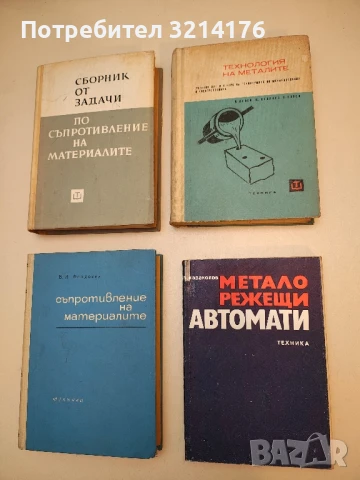 Потребител 3214176
СБОРНИК
ОТ
ЗАДАЧИ
ПО
СЪПРОТИВЛЕНИЕ
НА
МАТЕРИАЛИТЕ
ТЕХНОЛОГИЯ
НА МЕТАЛИТЕ
ТЕХНИКА
съпротивление
на
материалите
ТЕХНИКА
МЕТАЛО
РЕЖЕЩИ
АВТОМАТИ
ТЕХНИКА
BAZAR